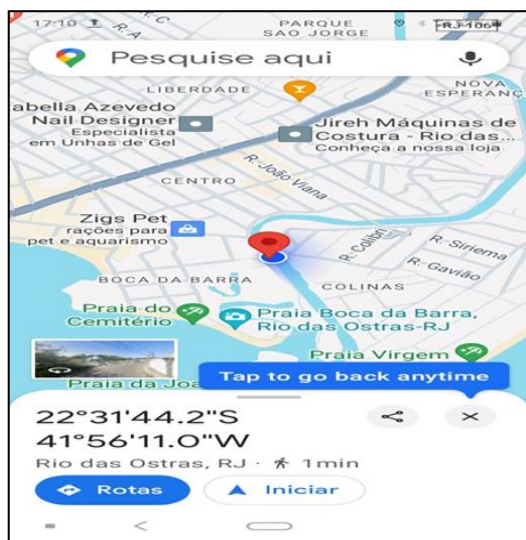 17:10
PARQUE
SAO JORGE
RJ-106
Pesquise aqui
LIBERDADE
NOVA
ESPERANÇ
abella Azevedo
Nail Designer
Especialista
em Unhas de Gel
Jireh Máquinas de
Costura - Rio das...
Conheça a nossa loja
R. João Viana
CENTRO
Zigs Pet
rações para
pet e aquarismo
R. Colibri
R. Siriema
R. Gavião
BOCA DA BARRA
COLINAS
Praia do
Cemitério
Praia Boca da Barra,
Rio das Ostras-RJ
Praia Virgem
Praia da Joa
Tap to go back anytime
22°31'44.2"S
41°56'11.0"W
Rio das Ostras, RJ · 1 min
Rotas
Iniciar